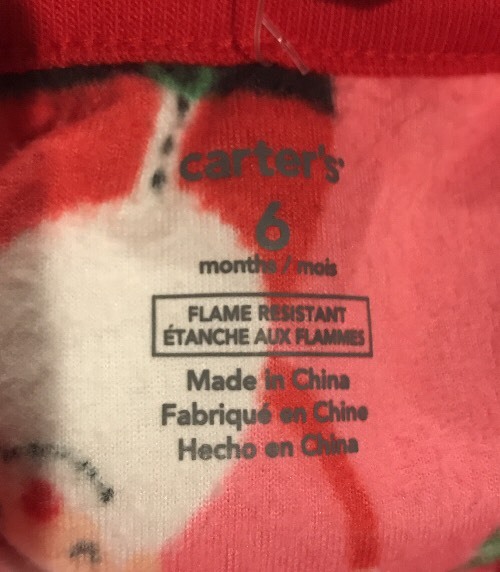 carter's
6
months / mois
FLAME RESISTANT
ÉTANCHE AUX FLAMMES
Made in China
Fabriqué en Chine
Hecho en China